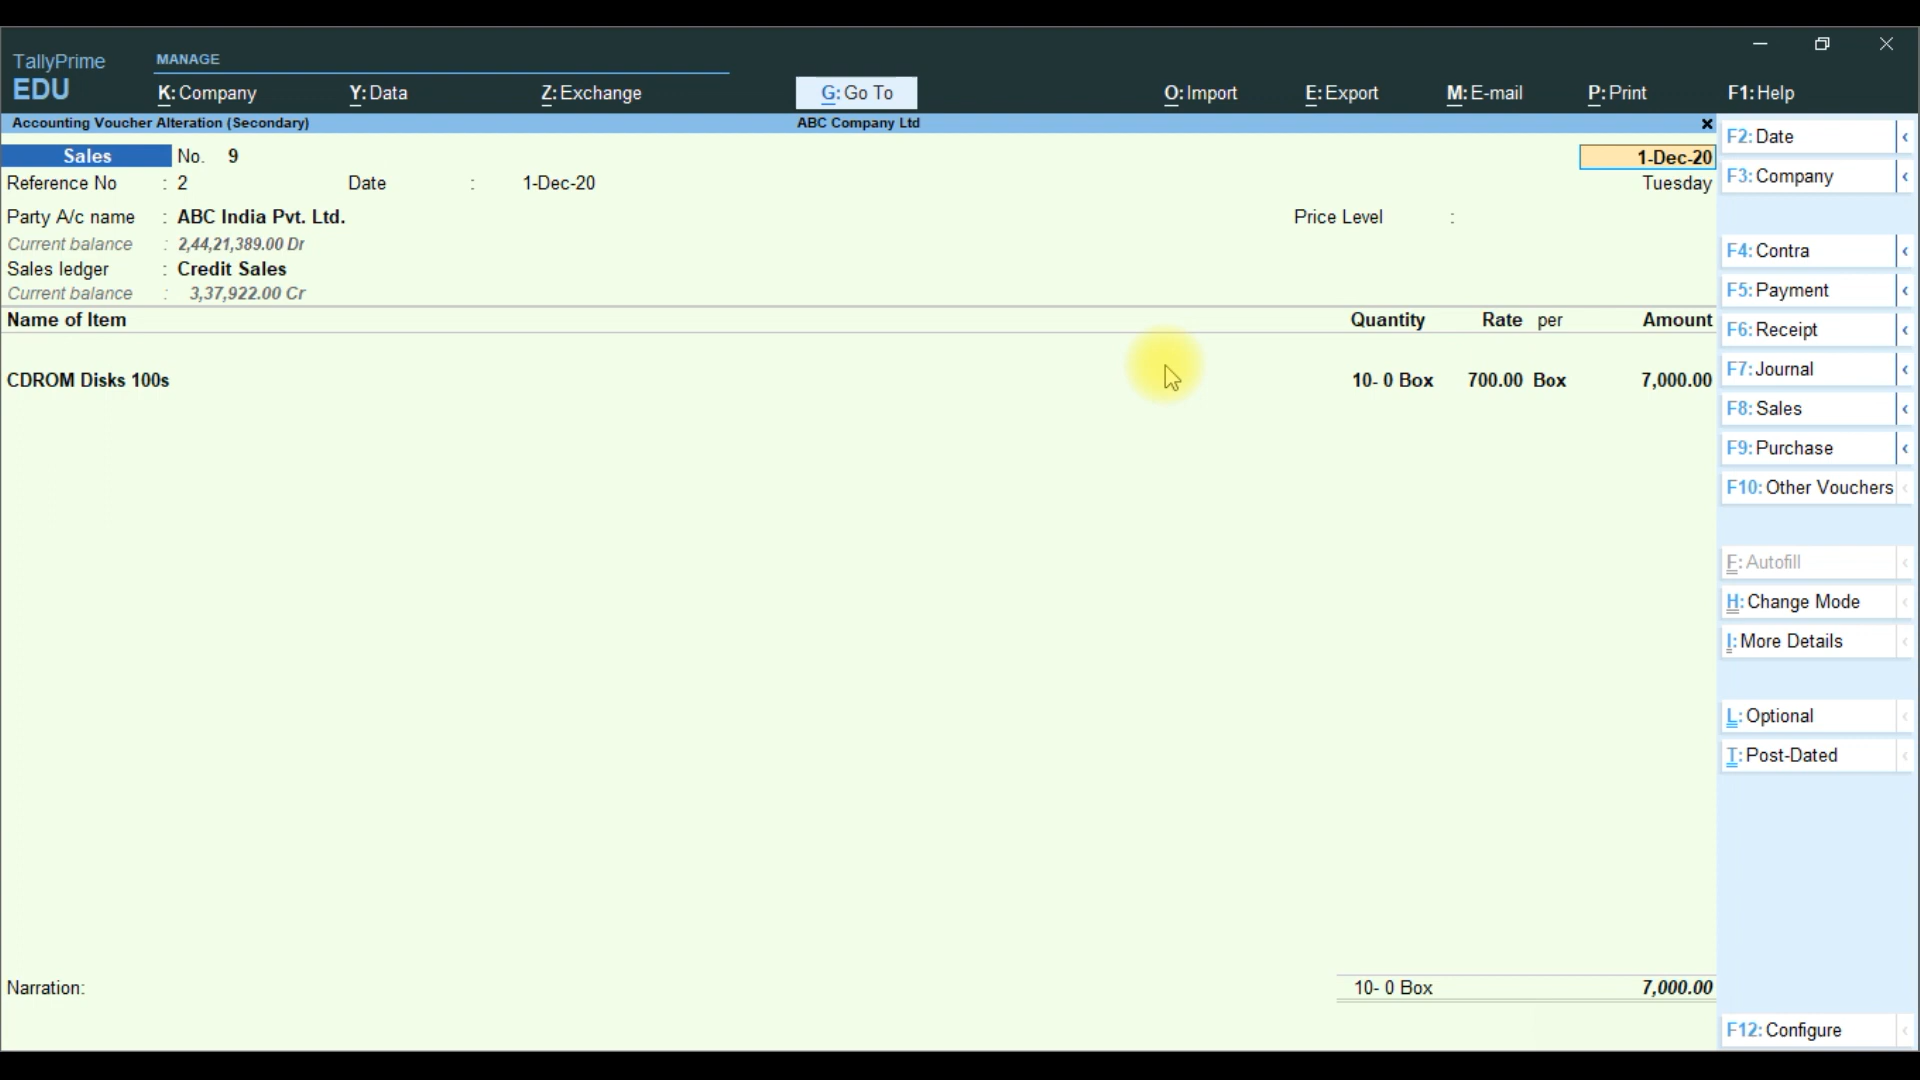 TallyPrime
EDU
MANAGE
K: Company Y: Data Z: Exchange G: Go To O: Import E: Export M: E-mail P: Print F1: Help
Accounting Voucher Alteration (Secondary) ABC Company Ltd
Sales No. 9 1-Dec-20
Reference No : 2 Date : 1-Dec-20 Tuesday
Party A/c name : ABC India Pvt. Ltd. Price Level :
Current balance : 2,44,21,389.00 Dr
Sales ledger : Credit Sales
Current balance : 3,37,922.00 Cr
Name of Item Quantity Rate per Amount
CDROM Disks 100s 10- 0 Box 700.00 Box 7,000.00
Narration: 10- 0 Box 7,000.00
F2: Date
F3: Company
F4: Contra
F5: Payment
F6: Receipt
F7: Journal
F8: Sales
F9: Purchase
F10: Other Vouchers
F: Autofill
H: Change Mode
I: More Details
L: Optional
T: Post-Dated
F12: Configure